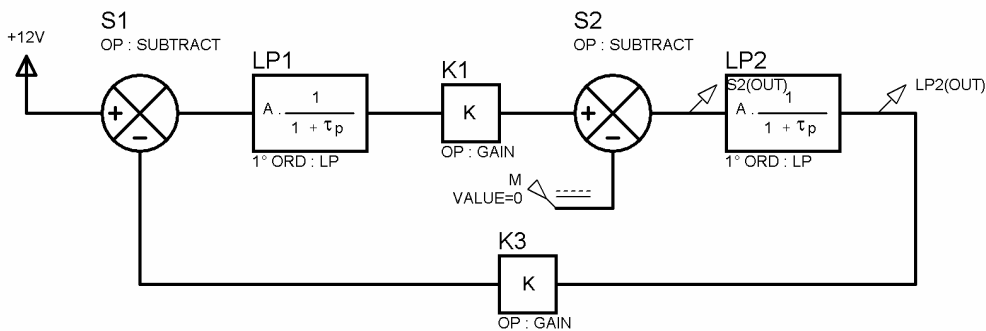 S1
OP : SUBTRACT
S2
OP : SUBTRACT
+12V
LP1
K1
LP2
S2(OUT)
LP2(OUT)
+
−
A . 1
1 + τp
K
+
−
A . 1
1 + τp
1° ORD : LP
OP : GAIN
1° ORD : LP
M
VALUE=0
K3
K
OP : GAIN